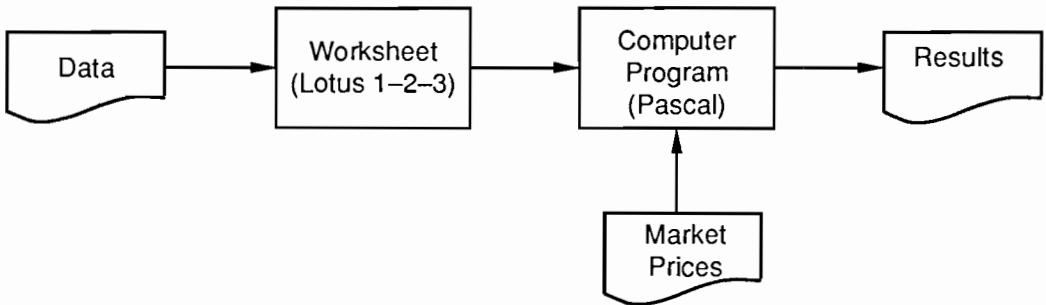 Data
Worksheet
(Lotus 1–2–3)
Computer
Program
(Pascal)
Results
Market
Prices